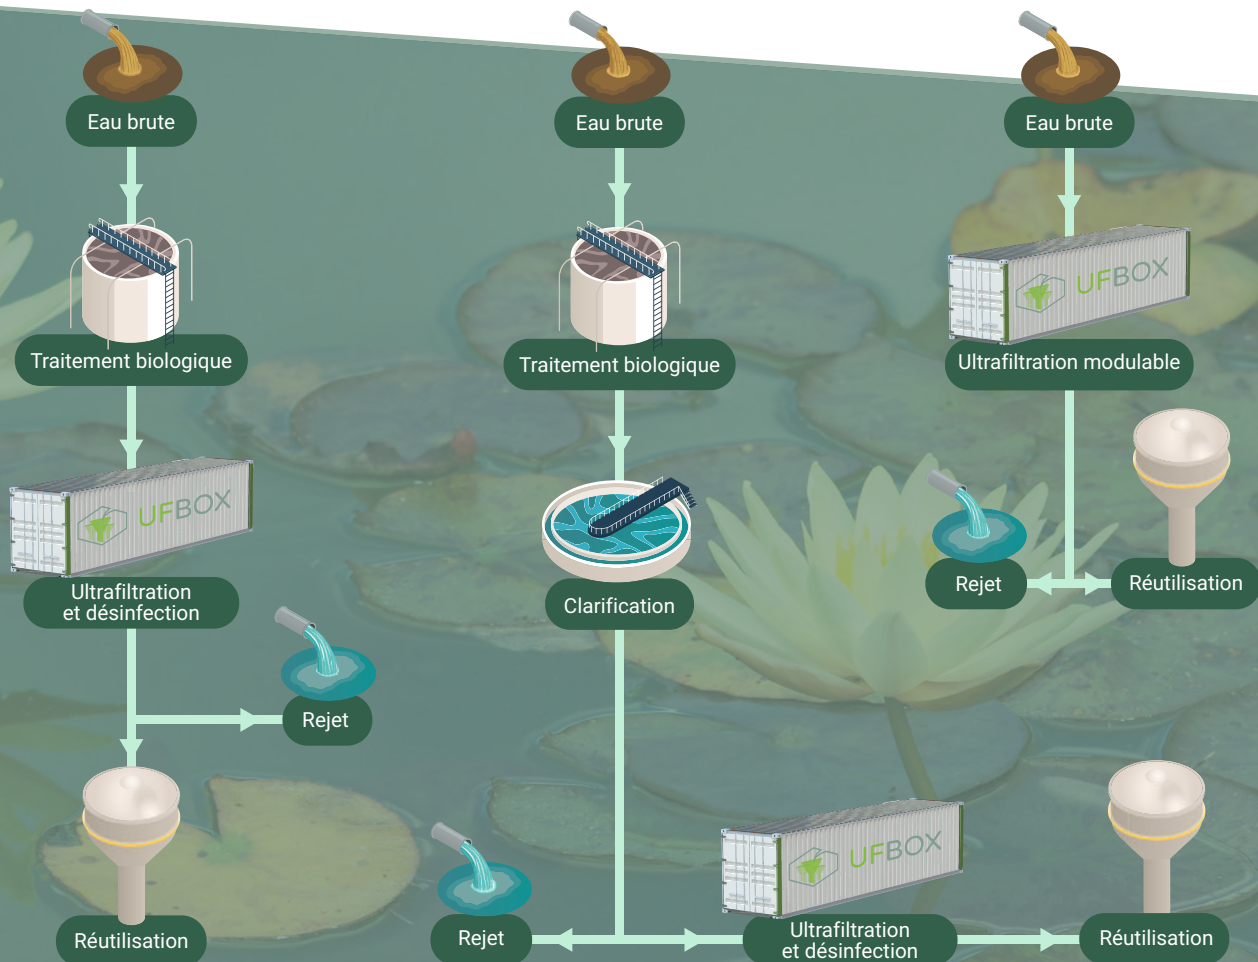 Eau brute
Traitement biologique
UFBOX
Ultrafiltration
et désinfection
Rejet
Réutilisation
Eau brute
Traitement biologique
Clarification
Rejet
UFBOX
Ultrafiltration
et désinfection
Réutilisation
Eau brute
UFBOX
Ultrafiltration modulable
Rejet
Réutilisation